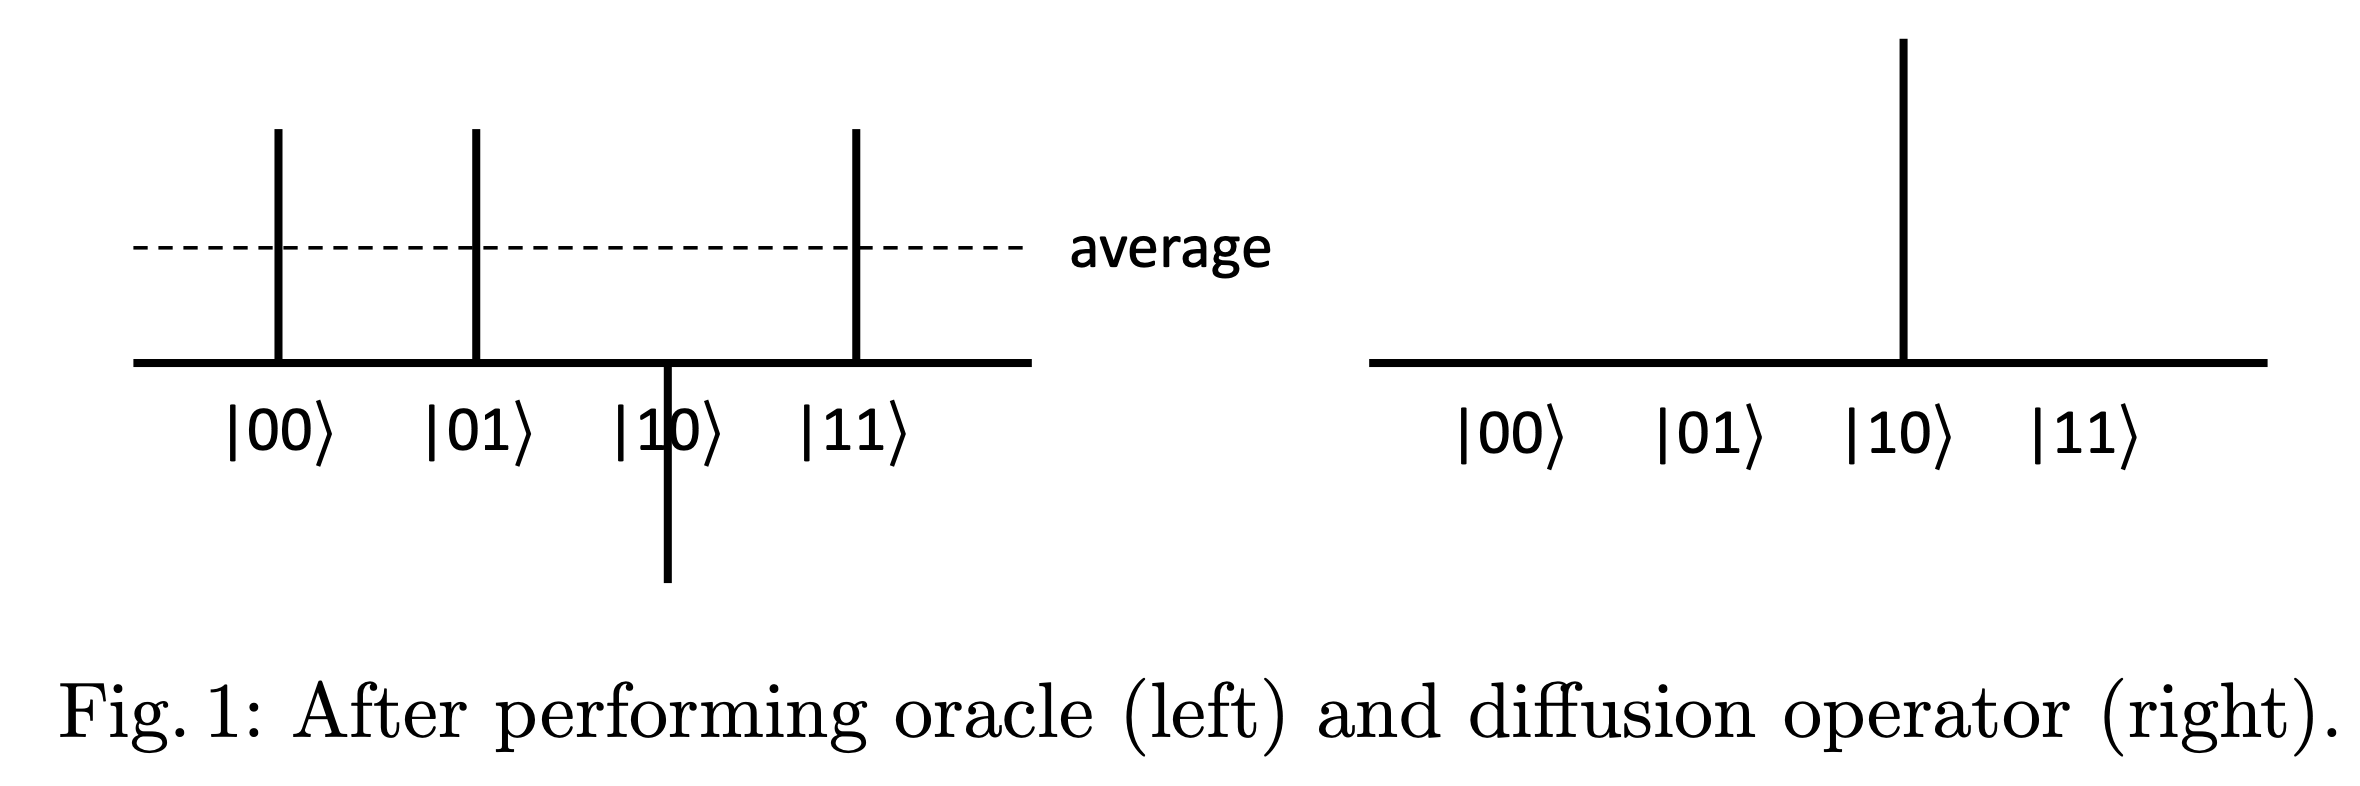 average
|00⟩ |01⟩ |10⟩ |11⟩ |00⟩ |01⟩ |10⟩ |11⟩
Fig. 1: After performing oracle (left) and diffusion operator (right).